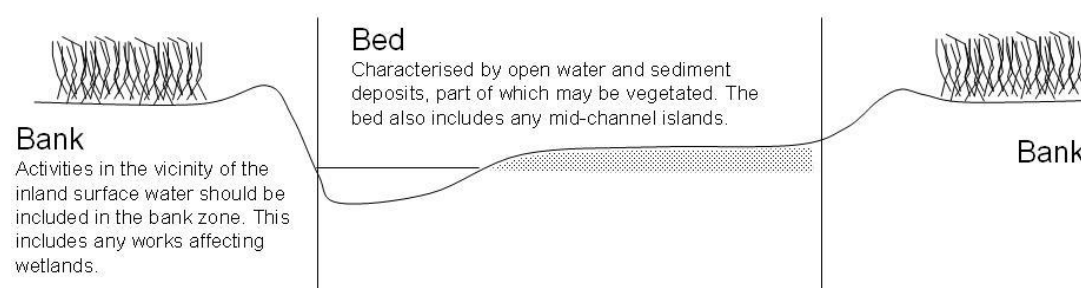 Bed
Characterised by open water and sediment
deposits, part of which may be vegetated. The
bed also includes any mid-channel islands.
Bank
Activities in the vicinity of the
inland surface water should be
included in the bank zone. This
includes any works affecting
wetlands.
Bank